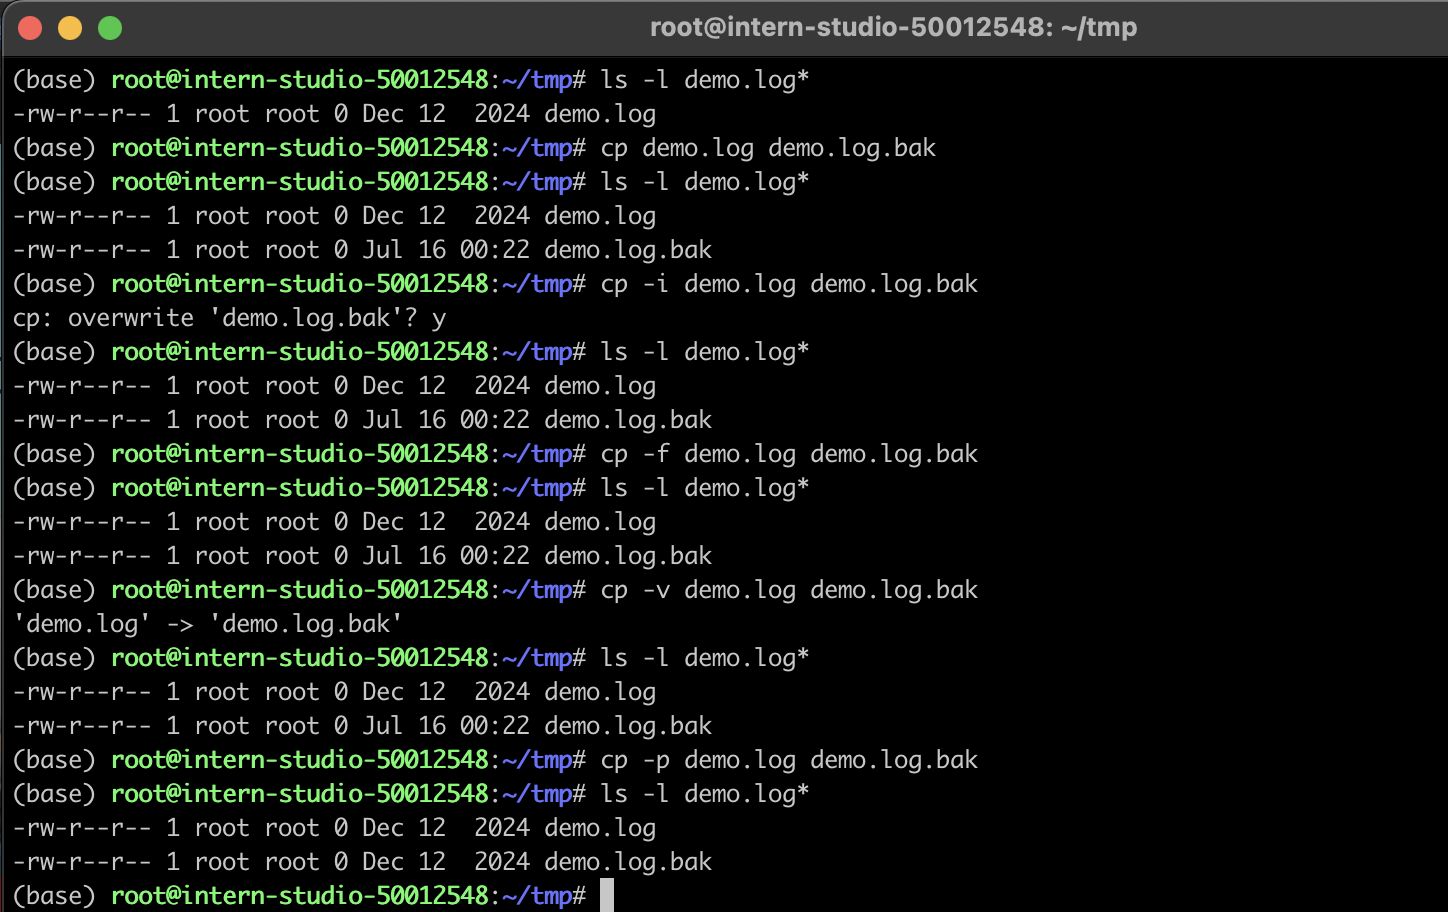 root@intern-studio-50012548: ~/tmp
(base) root@intern-studio-50012548:~/tmp# ls -l demo.log*
-rw-r--r-- 1 root root 0 Dec 12  2024 demo.log
(base) root@intern-studio-50012548:~/tmp# cp demo.log demo.log.bak
(base) root@intern-studio-50012548:~/tmp# ls -l demo.log*
-rw-r--r-- 1 root root 0 Dec 12  2024 demo.log
-rw-r--r-- 1 root root 0 Jul 16 00:22 demo.log.bak
(base) root@intern-studio-50012548:~/tmp# cp -i demo.log demo.log.bak
cp: overwrite 'demo.log.bak'? y
(base) root@intern-studio-50012548:~/tmp# ls -l demo.log*
-rw-r--r-- 1 root root 0 Dec 12  2024 demo.log
-rw-r--r-- 1 root root 0 Jul 16 00:22 demo.log.bak
(base) root@intern-studio-50012548:~/tmp# cp -f demo.log demo.log.bak
(base) root@intern-studio-50012548:~/tmp# ls -l demo.log*
-rw-r--r-- 1 root root 0 Dec 12  2024 demo.log
-rw-r--r-- 1 root root 0 Jul 16 00:22 demo.log.bak
(base) root@intern-studio-50012548:~/tmp# cp -v demo.log demo.log.bak
'demo.log' -> 'demo.log.bak'
(base) root@intern-studio-50012548:~/tmp# ls -l demo.log*
-rw-r--r-- 1 root root 0 Dec 12  2024 demo.log
-rw-r--r-- 1 root root 0 Jul 16 00:22 demo.log.bak
(base) root@intern-studio-50012548:~/tmp# cp -p demo.log demo.log.bak
(base) root@intern-studio-50012548:~/tmp# ls -l demo.log*
-rw-r--r-- 1 root root 0 Dec 12  2024 demo.log
-rw-r--r-- 1 root root 0 Dec 12  2024 demo.log.bak
(base) root@intern-studio-50012548:~/tmp#